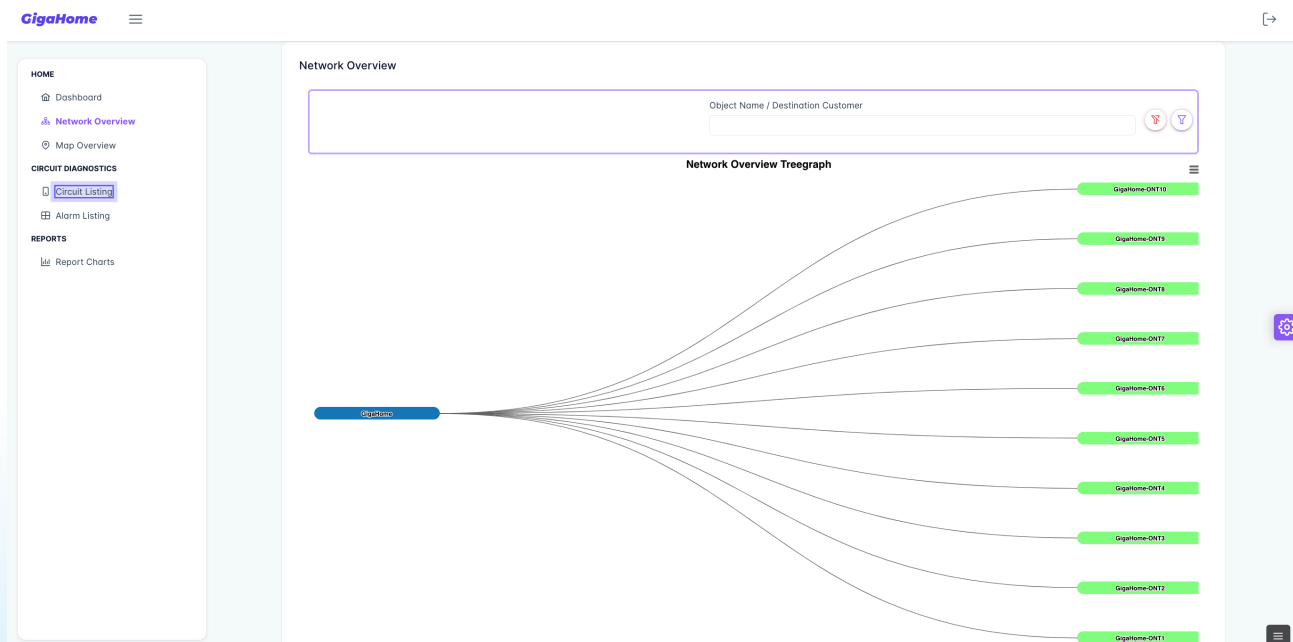 GigaHome
HOME
Dashboard
Network Overview
Map Overview
CIRCUIT DIAGNOSTICS
Circuit Listing
Alarm Listing
REPORTS
Report Charts
Network Overview
Object Name / Destination Customer
Network Overview Treegraph
GigaHome
GigaHome-ONT10
GigaHome-ONT9
GigaHome-ONT8
GigaHome-ONT7
GigaHome-ONT6
GigaHome-ONT5
GigaHome-ONT4
GigaHome-ONT3
GigaHome-ONT2
GigaHome-ONT1